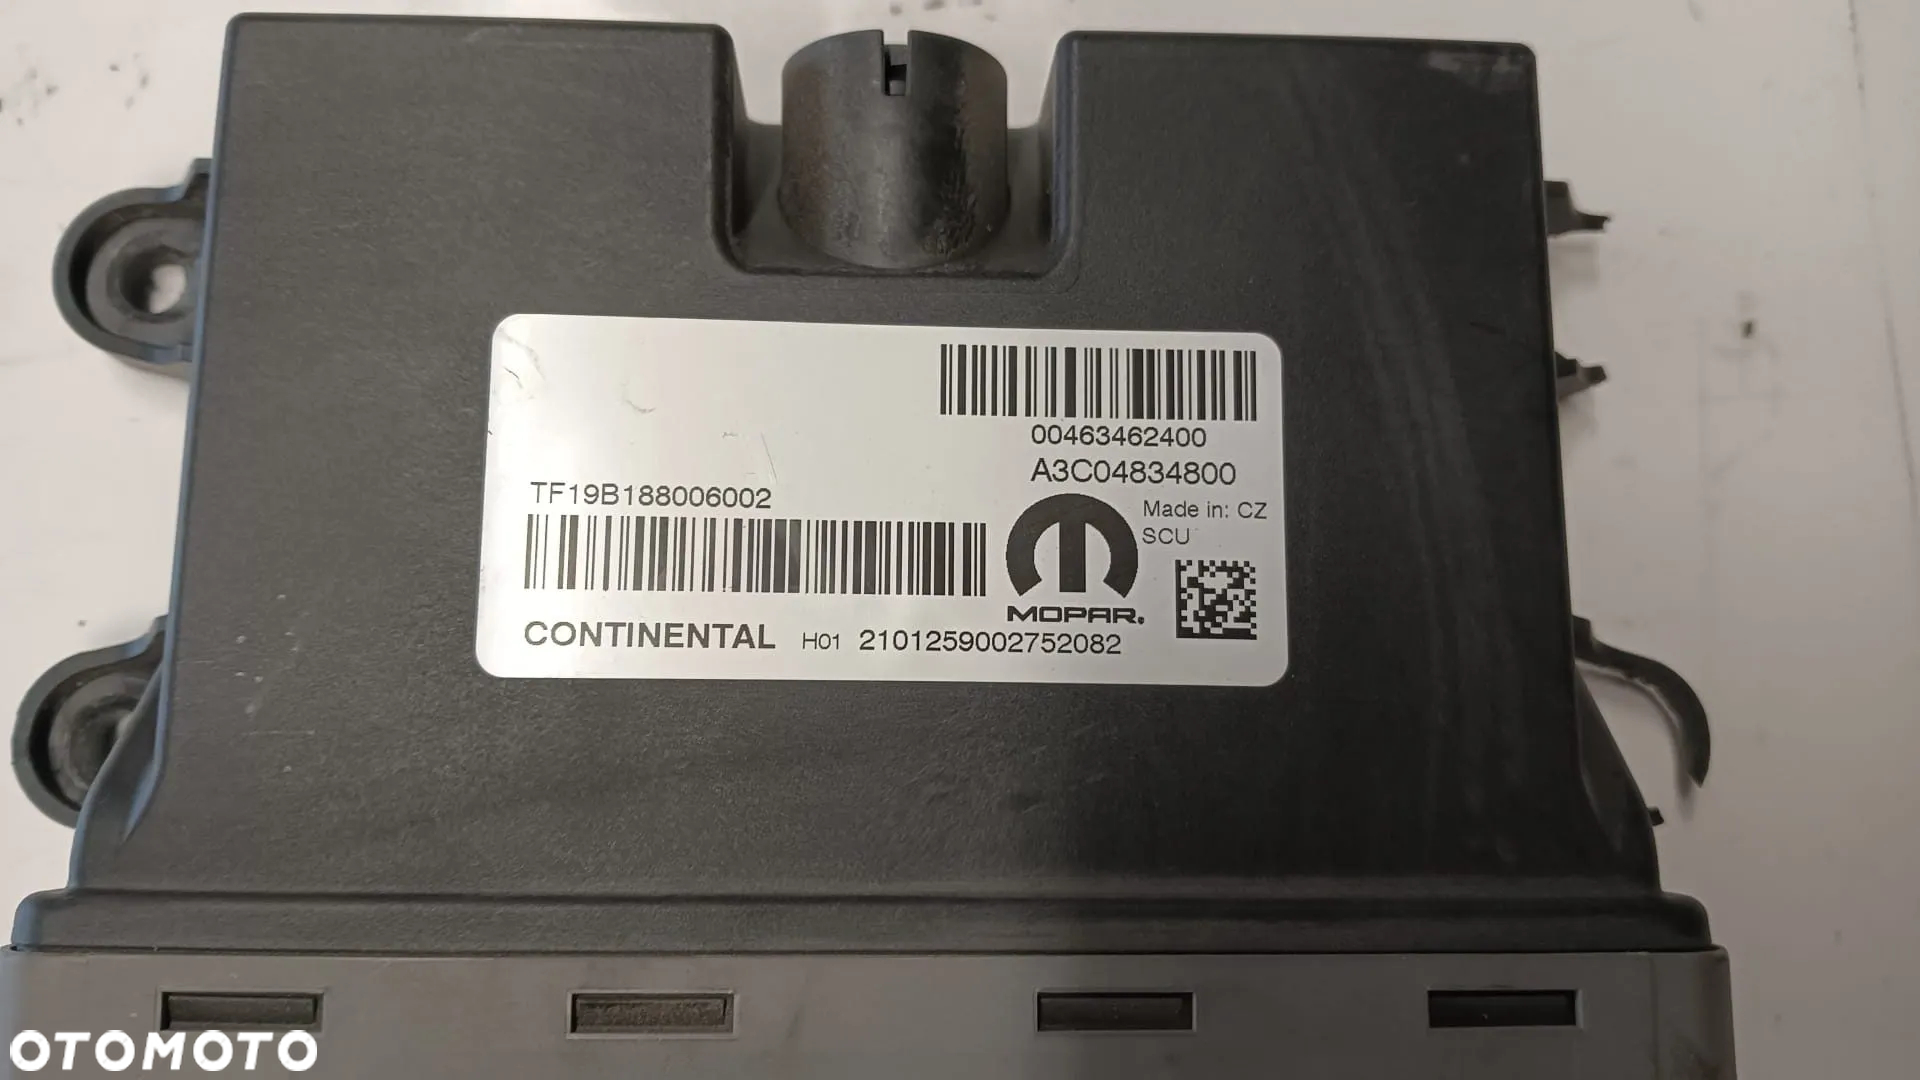 00463462400
A3C04834800
TF19B188006002
Made in: CZ
SCU
MOPAR.
CONTINENTAL H01 2101259002752082
OTOMOTO